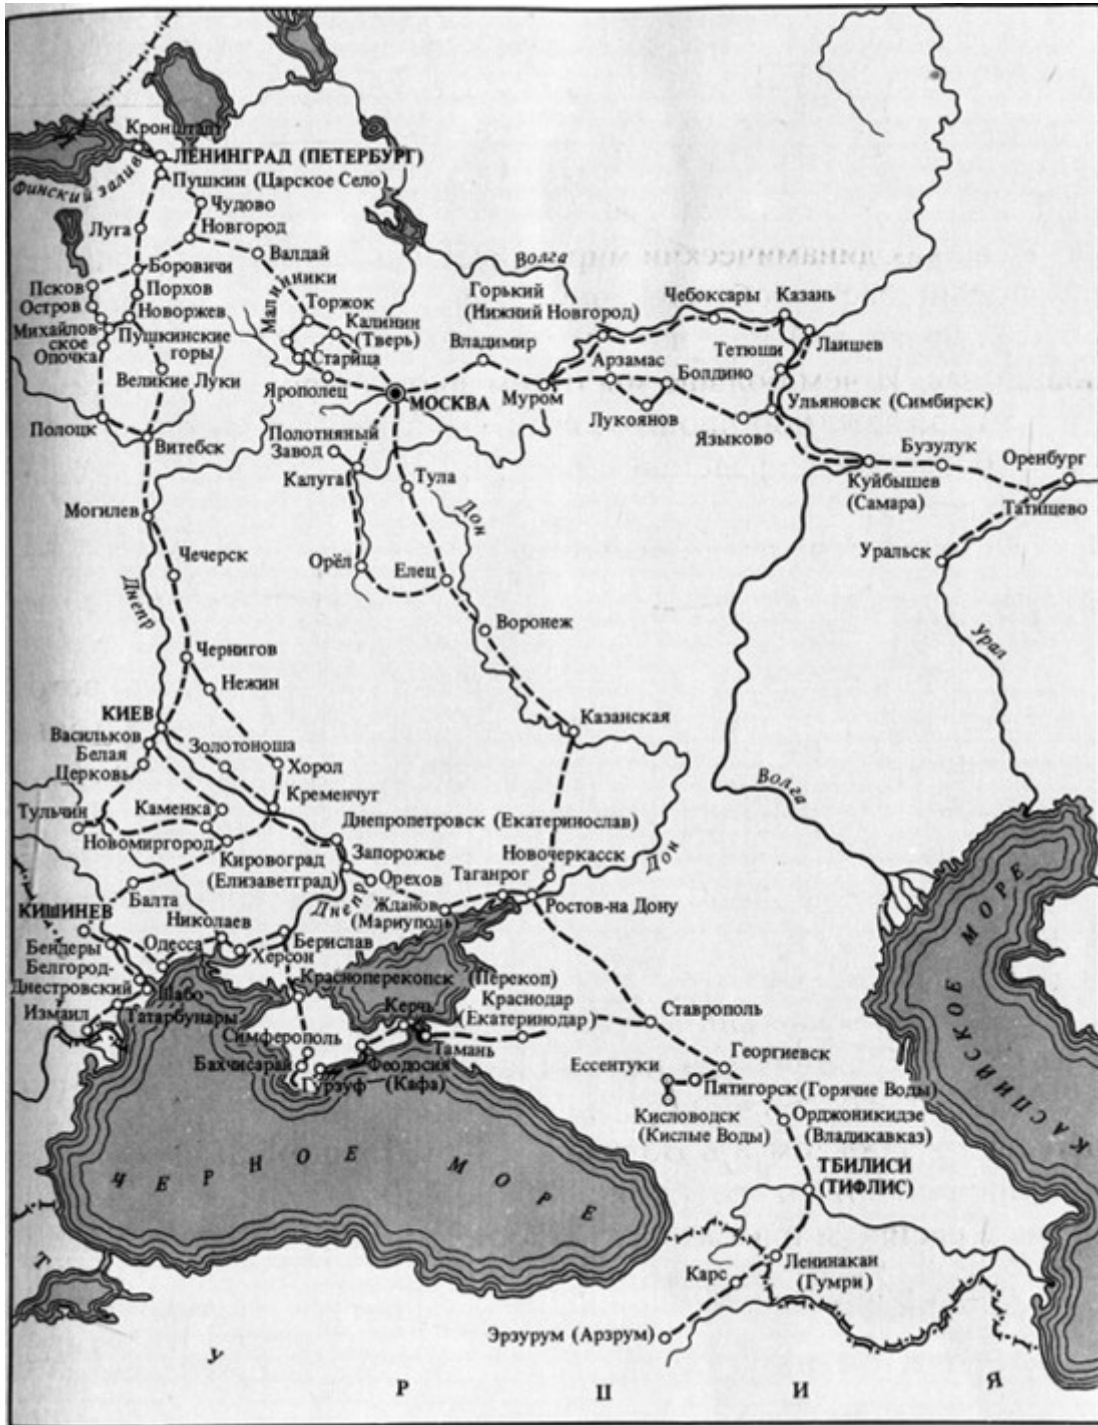 Кронштадт
ЛЕНИНГРАД (ПЕТЕРБУРГ)
Финский залив
Пушкин (Царское Село)
Чудово
Луга
Новгород
Валдай
Волга
Псков
Боровичи
Остров
Порхов
Малинники
Торжок
Михайлов-
ское
Новоржев
Калинин
(Тверь)
Опочка
Пушкинские
горы
Старица
Великие Луки
Ярополец
МОСКВА
Владимир
Горький
(Нижний Новгород)
Чебоксары
Казань
Лаишев
Тетюши
Арзамас
Болдино
Муром
Лукоянов
Ульяновск (Симбирск)
Языково
Полоцк
Витебск
Полотняный
Завод
Калуга
Тула
Дон
Бузулук
Оренбург
Куйбышев
(Самара)
Татищево
Уральск
Могилев
Чечерск
Орёл
Елец
Днепр
Воронеж
Урал
Чернигов
Нежин
КИЕВ
Казанская
Васильков
Белая
Церковь
Золотоноша
Хорол
Волга
Кременчуг
Тульчин
Каменка
Днепропетровск (Екатеринослав)
Новомиргород
Кировоград
(Елизаветград)
Запорожье
Новочеркасск
Дон
Орехов
Таганрог
Балта
Днепр
Жданов
(Мариуполь)
Ростов-на Дону
КИШИНЕВ
Николаев
Бендеры
Одесса
Херсон
Берислав
Белгород-
Днестровский
Шабо
Красноперекопск (Перекоп)
Измаил
Татарбунары
Керчь
Краснодар
(Екатеринодар)
Ставрополь
Симферополь
Тамань
Бахчисарай
Гурзуф
Феодосия
(Кафа)
Ессентуки
Георгиевск
Пятигорск (Горячие Воды)
Кисловодск
(Кислые Воды)
Орджоникидзе
(Владикавказ)
КАСПИЙСКОЕ МОРЕ
ЧЕРНОЕ МОРЕ
ТБИЛИСИ
(ТИФЛИС)
Ленинакан
(Гумри)
Карс
Эрзурум (Арзрум)
Т У Р Ц И Я